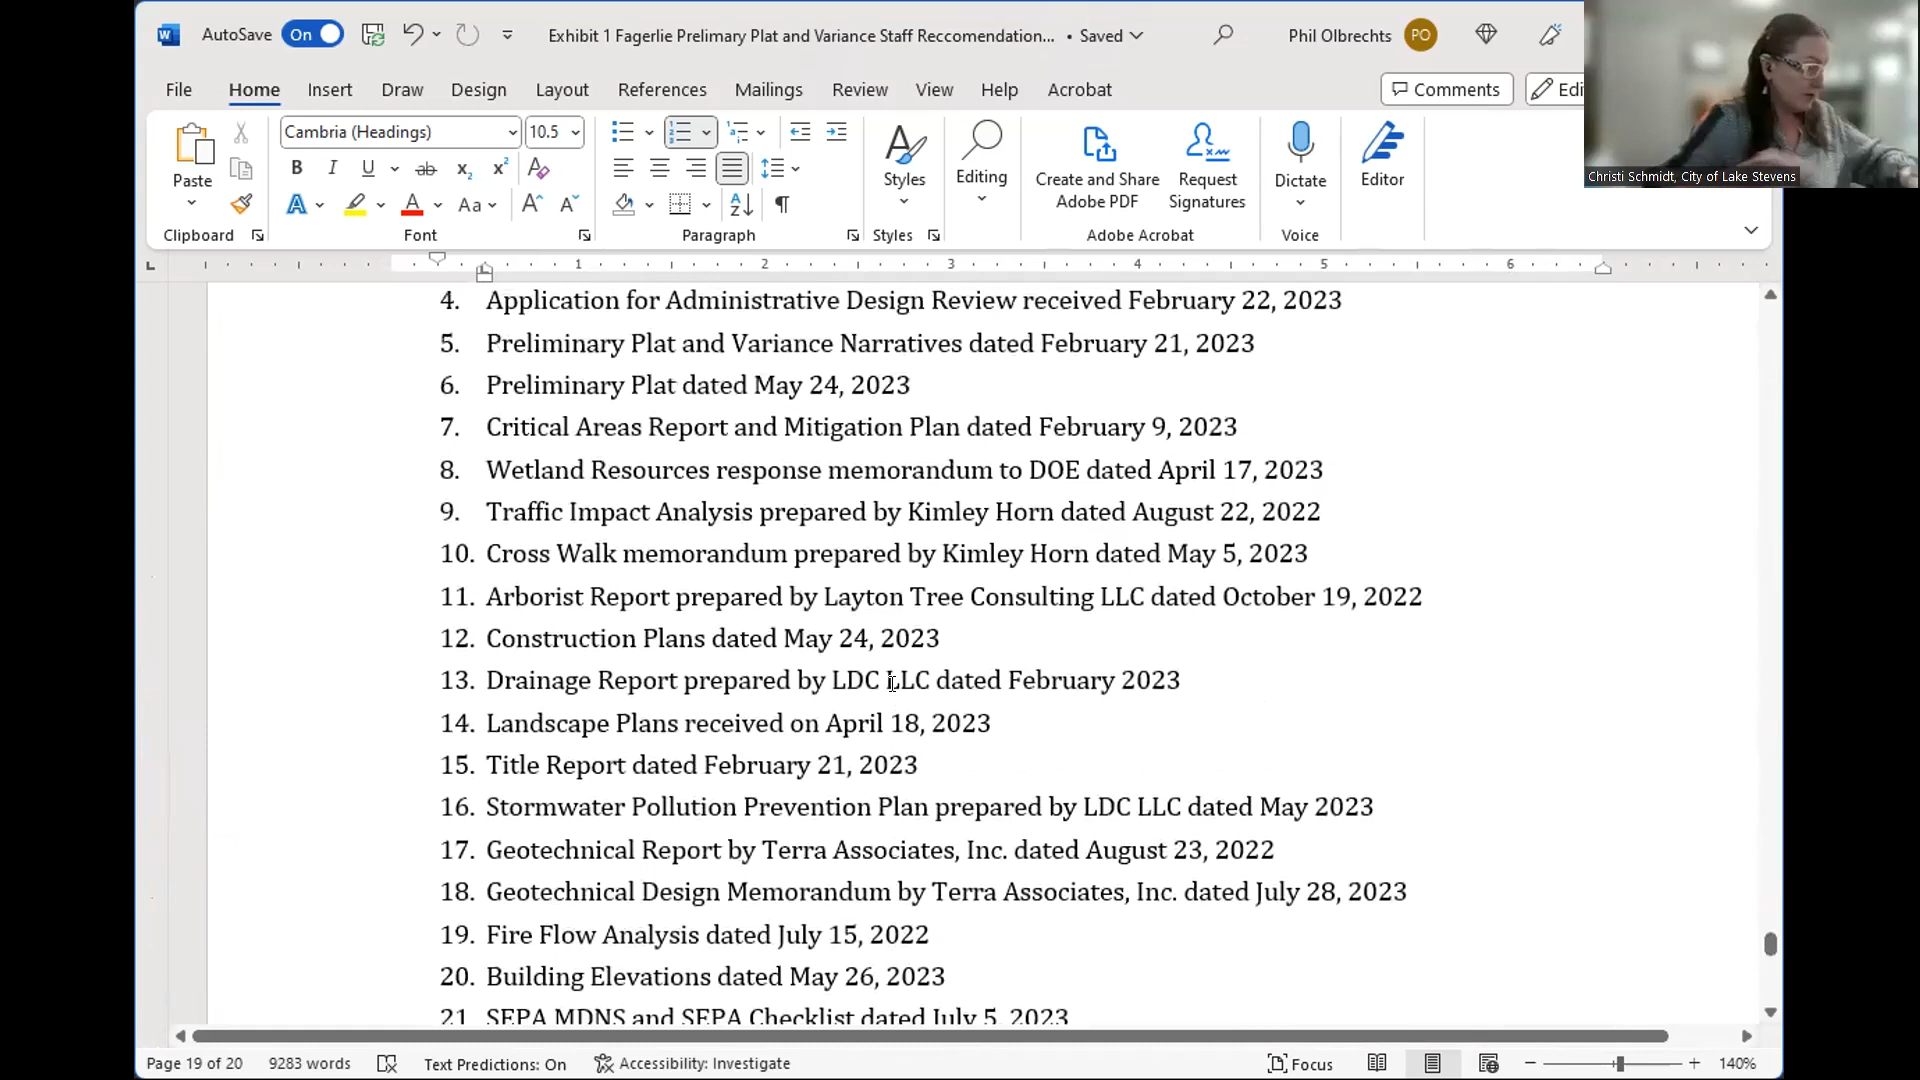 AutoSave On Exhibit 1 Fagerlie Prelimary Plat and Variance Staff Reccomendation... • Saved Phil Olbrechts PO
File Home Insert Draw Design Layout References Mailings Review View Help Acrobat Comments Edi
Christi Schmidt, City of Lake Stevens
Cambria (Headings) 10.5
Paste
Styles
Editing
Create and Share Adobe PDF
Request Signatures
Dictate
Editor
Clipboard Font Paragraph Styles Adobe Acrobat Voice
1 2 3 4 5 6
4. Application for Administrative Design Review received February 22, 2023
5. Preliminary Plat and Variance Narratives dated February 21, 2023
6. Preliminary Plat dated May 24, 2023
7. Critical Areas Report and Mitigation Plan dated February 9, 2023
8. Wetland Resources response memorandum to DOE dated April 17, 2023
9. Traffic Impact Analysis prepared by Kimley Horn dated August 22, 2022
10. Cross Walk memorandum prepared by Kimley Horn dated May 5, 2023
11. Arborist Report prepared by Layton Tree Consulting LLC dated October 19, 2022
12. Construction Plans dated May 24, 2023
13. Drainage Report prepared by LDC LLC dated February 2023
14. Landscape Plans received on April 18, 2023
15. Title Report dated February 21, 2023
16. Stormwater Pollution Prevention Plan prepared by LDC LLC dated May 2023
17. Geotechnical Report by Terra Associates, Inc. dated August 23, 2022
18. Geotechnical Design Memorandum by Terra Associates, Inc. dated July 28, 2023
19. Fire Flow Analysis dated July 15, 2022
20. Building Elevations dated May 26, 2023
21. SEPA MDNS and SEPA Checklist dated July 5, 2023
Page 19 of 20 9283 words Text Predictions: On Accessibility: Investigate Focus 140%